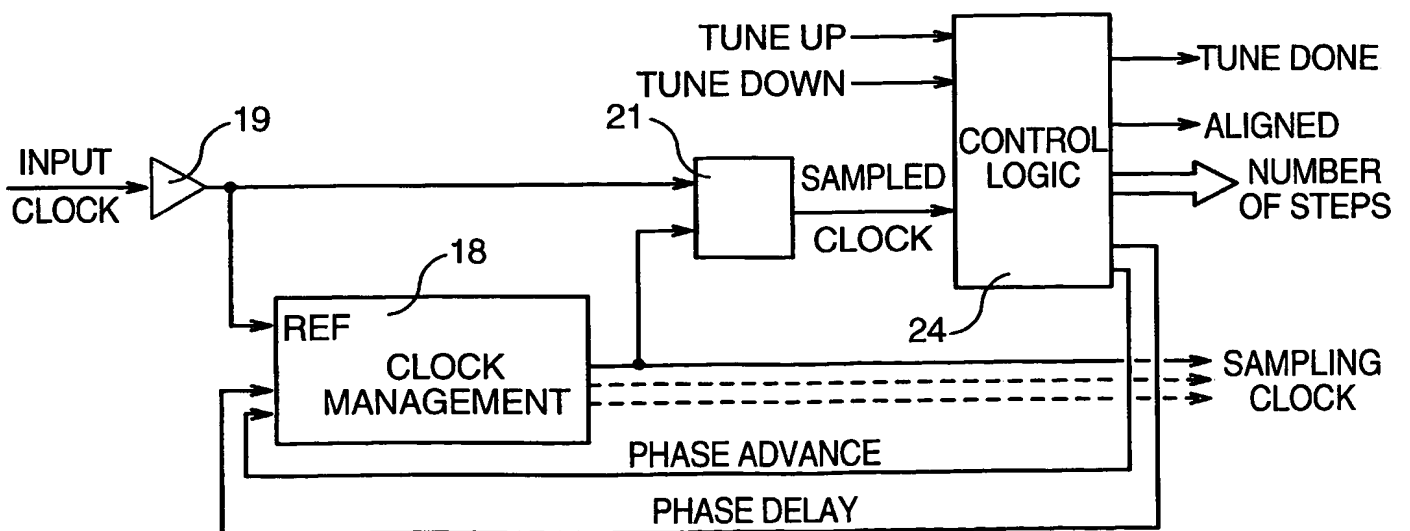 TUNE UP
TUNE DOWN
TUNE DONE
19
21
CONTROL
LOGIC
ALIGNED
INPUT
CLOCK
SAMPLED
CLOCK
NUMBER
OF STEPS
18
24
REF
CLOCK
MANAGEMENT
SAMPLING
CLOCK
PHASE ADVANCE
PHASE DELAY